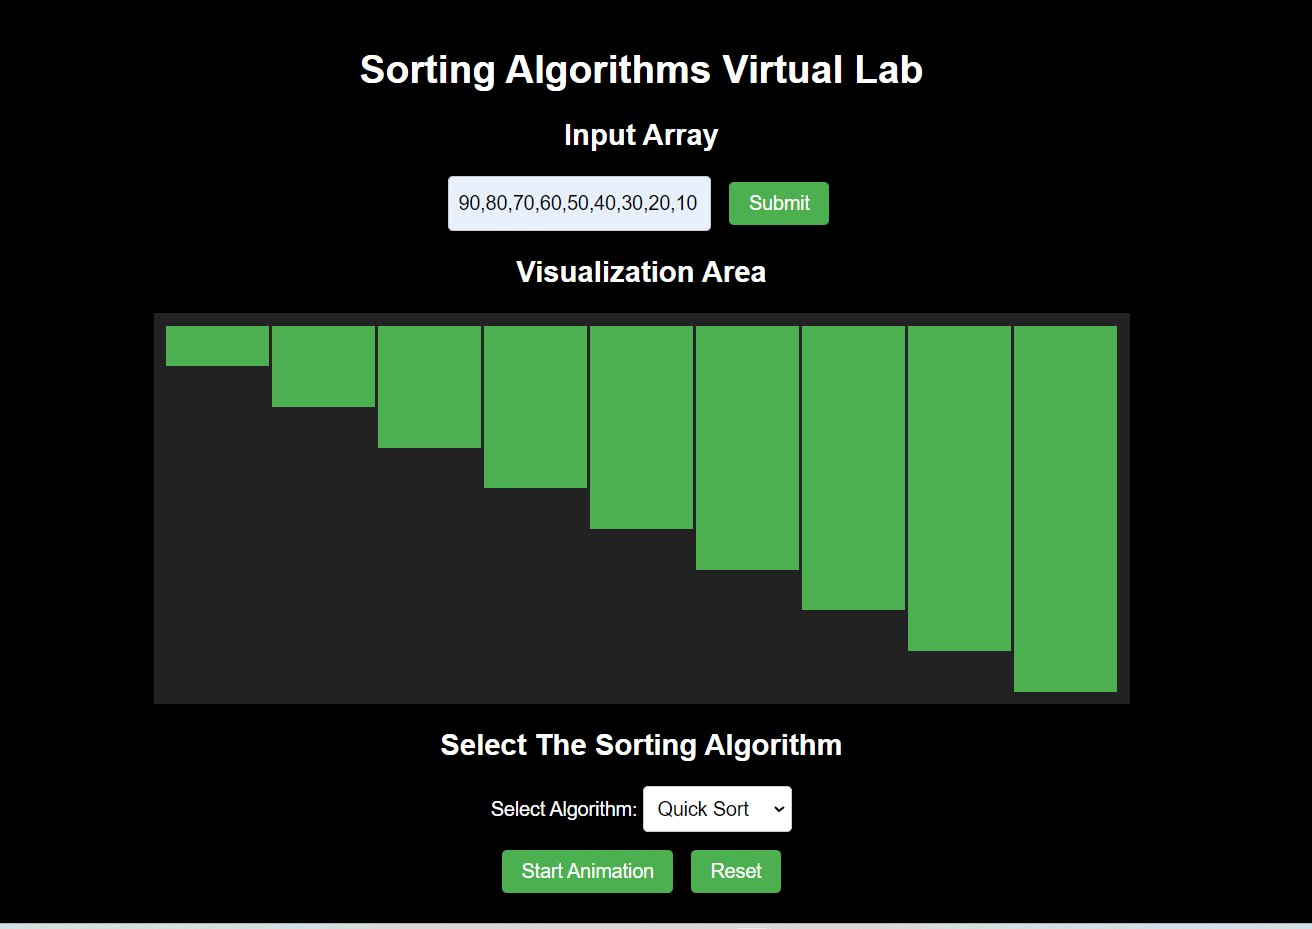 Sorting Algorithms Virtual Lab
Input Array
90,80,70,60,50,40,30,20,10 Submit
Visualization Area
Select The Sorting Algorithm
Select Algorithm: Quick Sort
Start Animation Reset